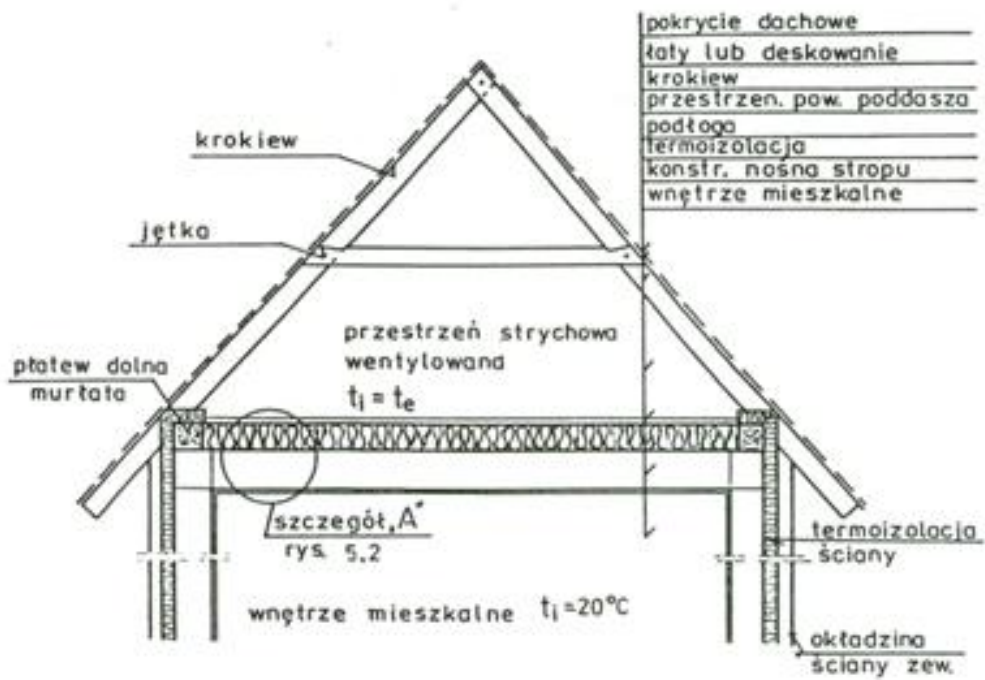 pokrycie dachowe
łaty lub deskowanie
krokiew
przestrzen. pow. poddasza
podłoga
termoizolacja
konstr. nośna stropu
wnętrze mieszkalne
krokiew
jętka
przestrzeń strychowa
wentylowana
ti = te
płatew dolna
murłata
szczegół „A"
rys. 5.2
termoizolacja
ściany
wnętrze mieszkalne ti = 20°C
okładzina
ściany zew.